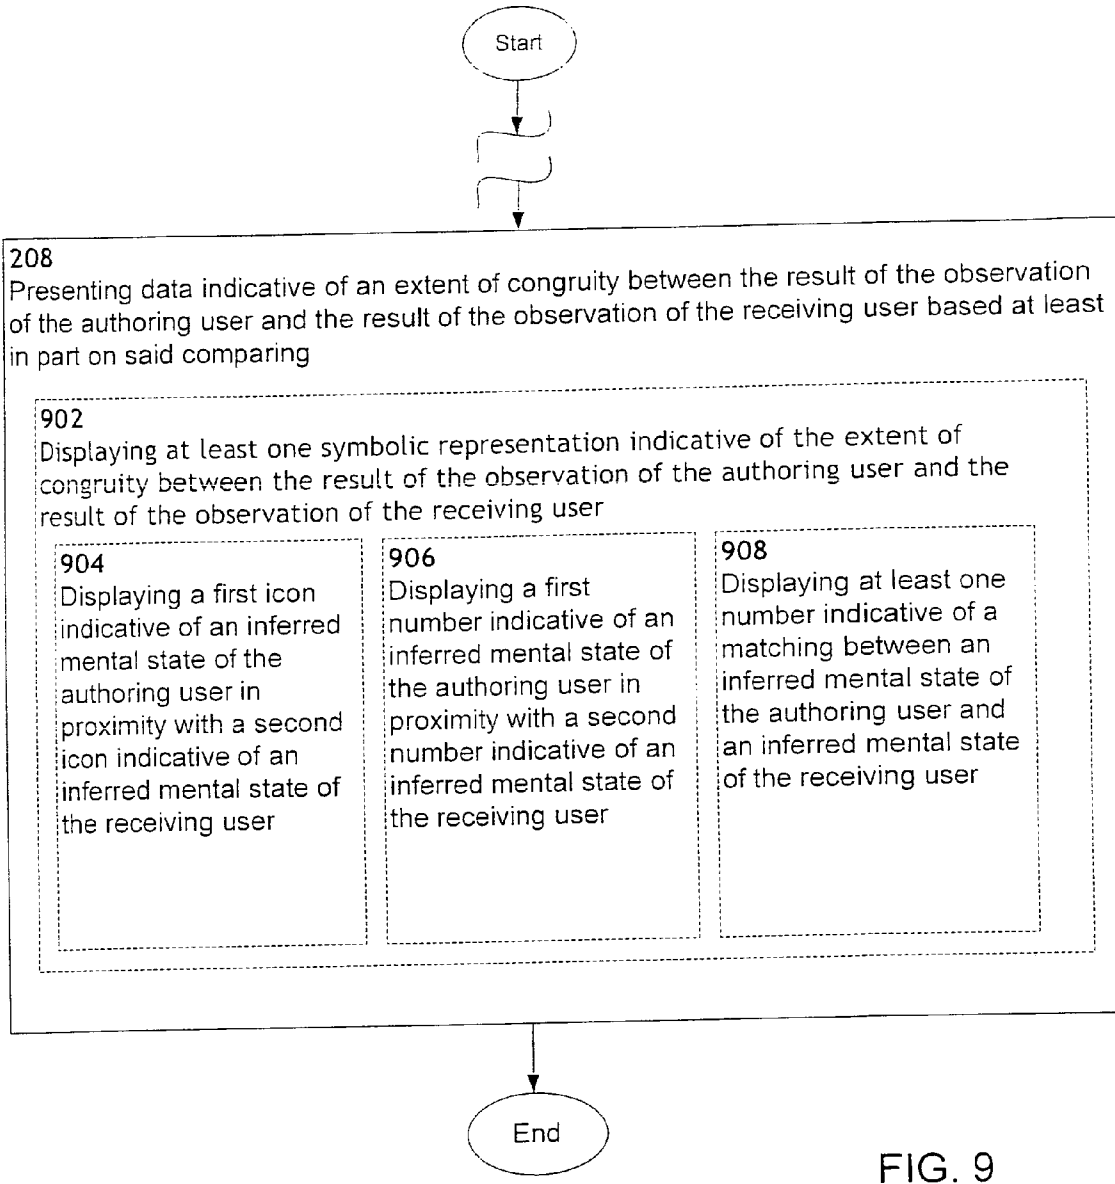 Start
208
Presenting data indicative of an extent of congruity between the result of the observation
of the authoring user and the result of the observation of the receiving user based at least
in part on said comparing
902
Displaying at least one symbolic representation indicative of the extent of
congruity between the result of the observation of the authoring user and the
result of the observation of the receiving user
904
Displaying a first icon
indicative of an inferred
mental state of the
authoring user in
proximity with a second
icon indicative of an
inferred mental state of
the receiving user
906
Displaying a first
number indicative of an
inferred mental state of
the authoring user in
proximity with a second
number indicative of an
inferred mental state of
the receiving user
908
Displaying at least one
number indicative of a
matching between an
inferred mental state of
the authoring user and
an inferred mental state
of the receiving user
End
FIG. 9